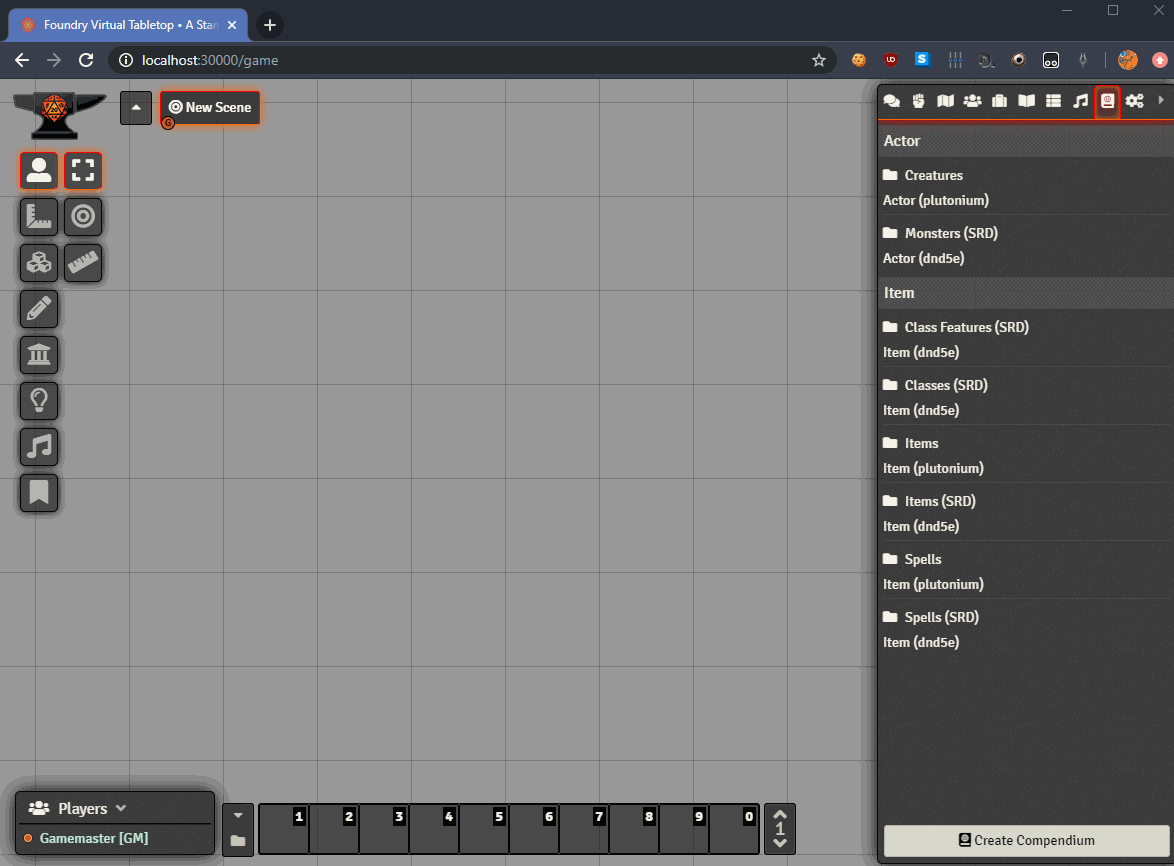 Foundry Virtual Tabletop • A Stan
localhost:30000/game
New Scene
G
Actor
Creatures
Actor (plutonium)
Monsters (SRD)
Actor (dnd5e)
Item
Class Features (SRD)
Item (dnd5e)
Classes (SRD)
Item (dnd5e)
Items
Item (plutonium)
Items (SRD)
Item (dnd5e)
Spells
Item (plutonium)
Spells (SRD)
Item (dnd5e)
Players
Gamemaster [GM]
1 2 3 4 5 6 7 8 9 0
1
Create Compendium